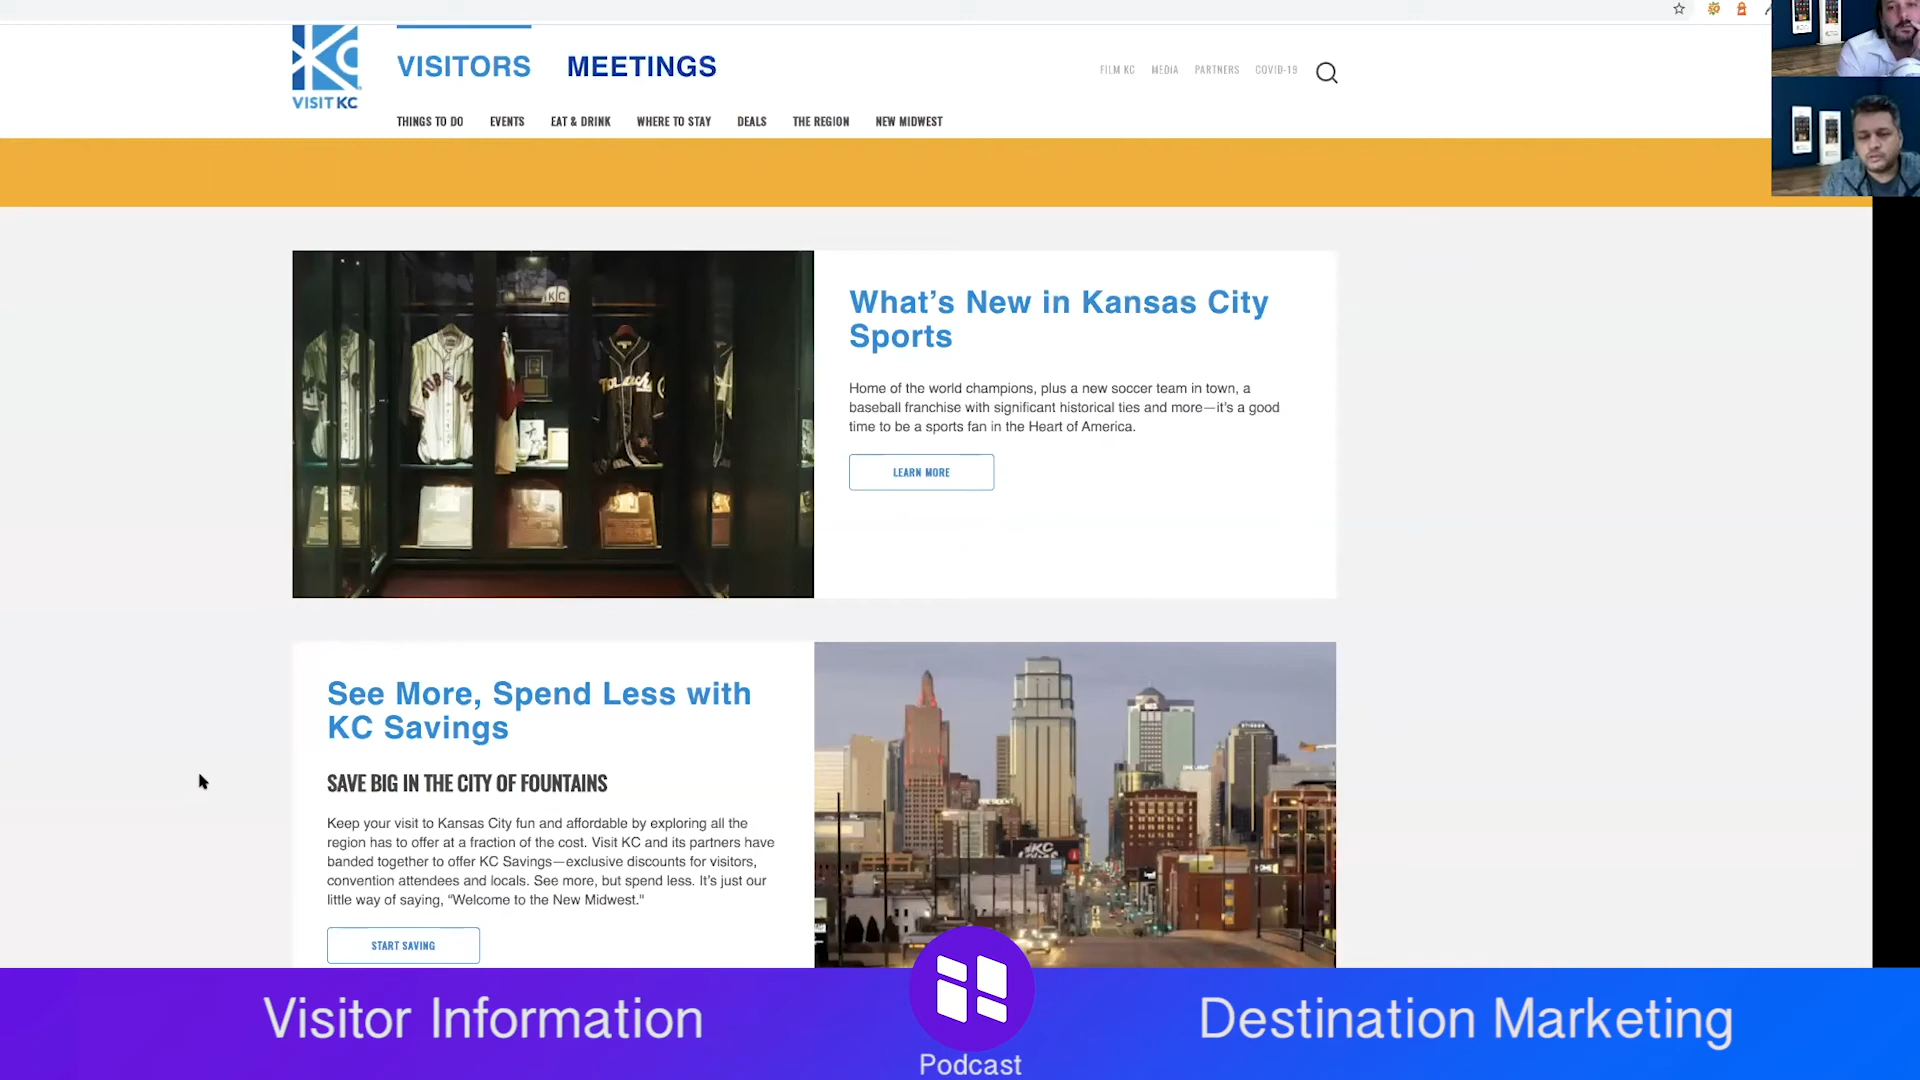 VISIT KC
VISITORS
MEETINGS
FILM KC
MEDIA
PARTNERS
COVID-19
THINGS TO DO
EVENTS
EAT & DRINK
WHERE TO STAY
DEALS
THE REGION
NEW MIDWEST
KC
What’s New in Kansas City
Sports
Home of the world champions, plus a new soccer team in town, a
baseball franchise with significant historical ties and more—it’s a good
time to be a sports fan in the Heart of America.
LEARN MORE
See More, Spend Less with
KC Savings
SAVE BIG IN THE CITY OF FOUNTAINS
Keep your visit to Kansas City fun and affordable by exploring all the
region has to offer at a fraction of the cost. Visit KC and its partners have
banded together to offer KC Savings—exclusive discounts for visitors,
convention attendees and locals. See more, but spend less. It’s just our
little way of saying, “Welcome to the New Midwest."
START SAVING
PRESIDENT
Visitor Information
Podcast
Destination Marketing